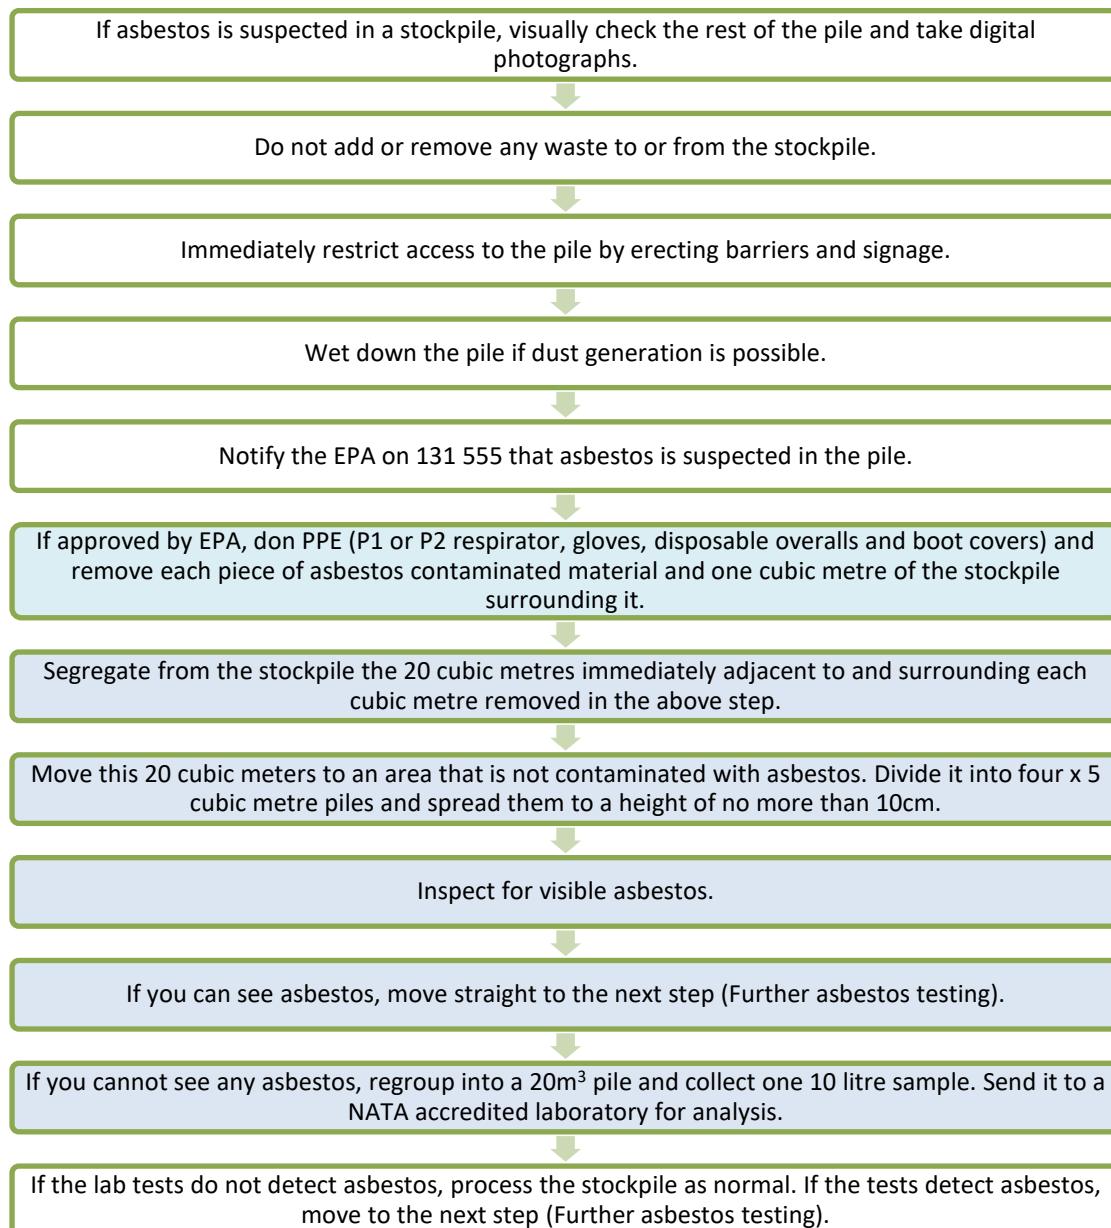 If asbestos is suspected in a stockpile, visually check the rest of the pile and take digital
photographs.
Do not add or remove any waste to or from the stockpile.
Immediately restrict access to the pile by erecting barriers and signage.
Wet down the pile if dust generation is possible.
Notify the EPA on 131 555 that asbestos is suspected in the pile.
If approved by EPA, don PPE (P1 or P2 respirator, gloves, disposable overalls and boot covers) and
remove each piece of asbestos contaminated material and one cubic metre of the stockpile
surrounding it.
Segregate from the stockpile the 20 cubic metres immediately adjacent to and surrounding each
cubic metre removed in the above step.
Move this 20 cubic meters to an area that is not contaminated with asbestos. Divide it into four x 5
cubic metre piles and spread them to a height of no more than 10cm.
Inspect for visible asbestos.
If you can see asbestos, move straight to the next step (Further asbestos testing).
If you cannot see any asbestos, regroup into a 20m³ pile and collect one 10 litre sample. Send it to a
NATA accredited laboratory for analysis.
If the lab tests do not detect asbestos, process the stockpile as normal. If the tests detect asbestos,
move to the next step (Further asbestos testing).